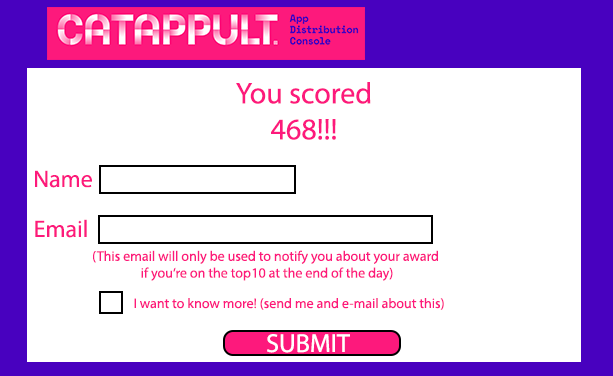 CATAPPULT.
App
Distribution
Console
You scored
468!!!
Name
Email
(This email will only be used to notify you about your award
if you're on the top10 at the end of the day)
I want to know more! (send me and e-mail about this)
SUBMIT